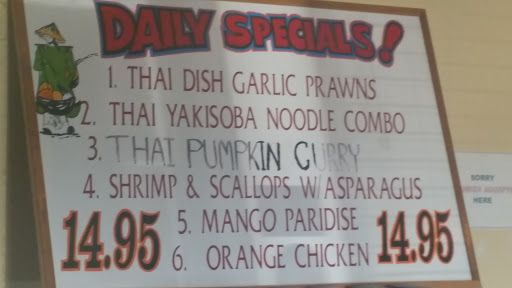 DAILY SPECIALS!
1. THAI DISH GARLIC PRAWNS
2. THAI YAKISOBA NOODLE COMBO
3. THAI PUMPKIN CURRY
4. SHRIMP & SCALLOPS W/ASPARAGUS
5. MANGO PARIDISE
6. ORANGE CHICKEN
14.95
14.95
SORRY
HERE